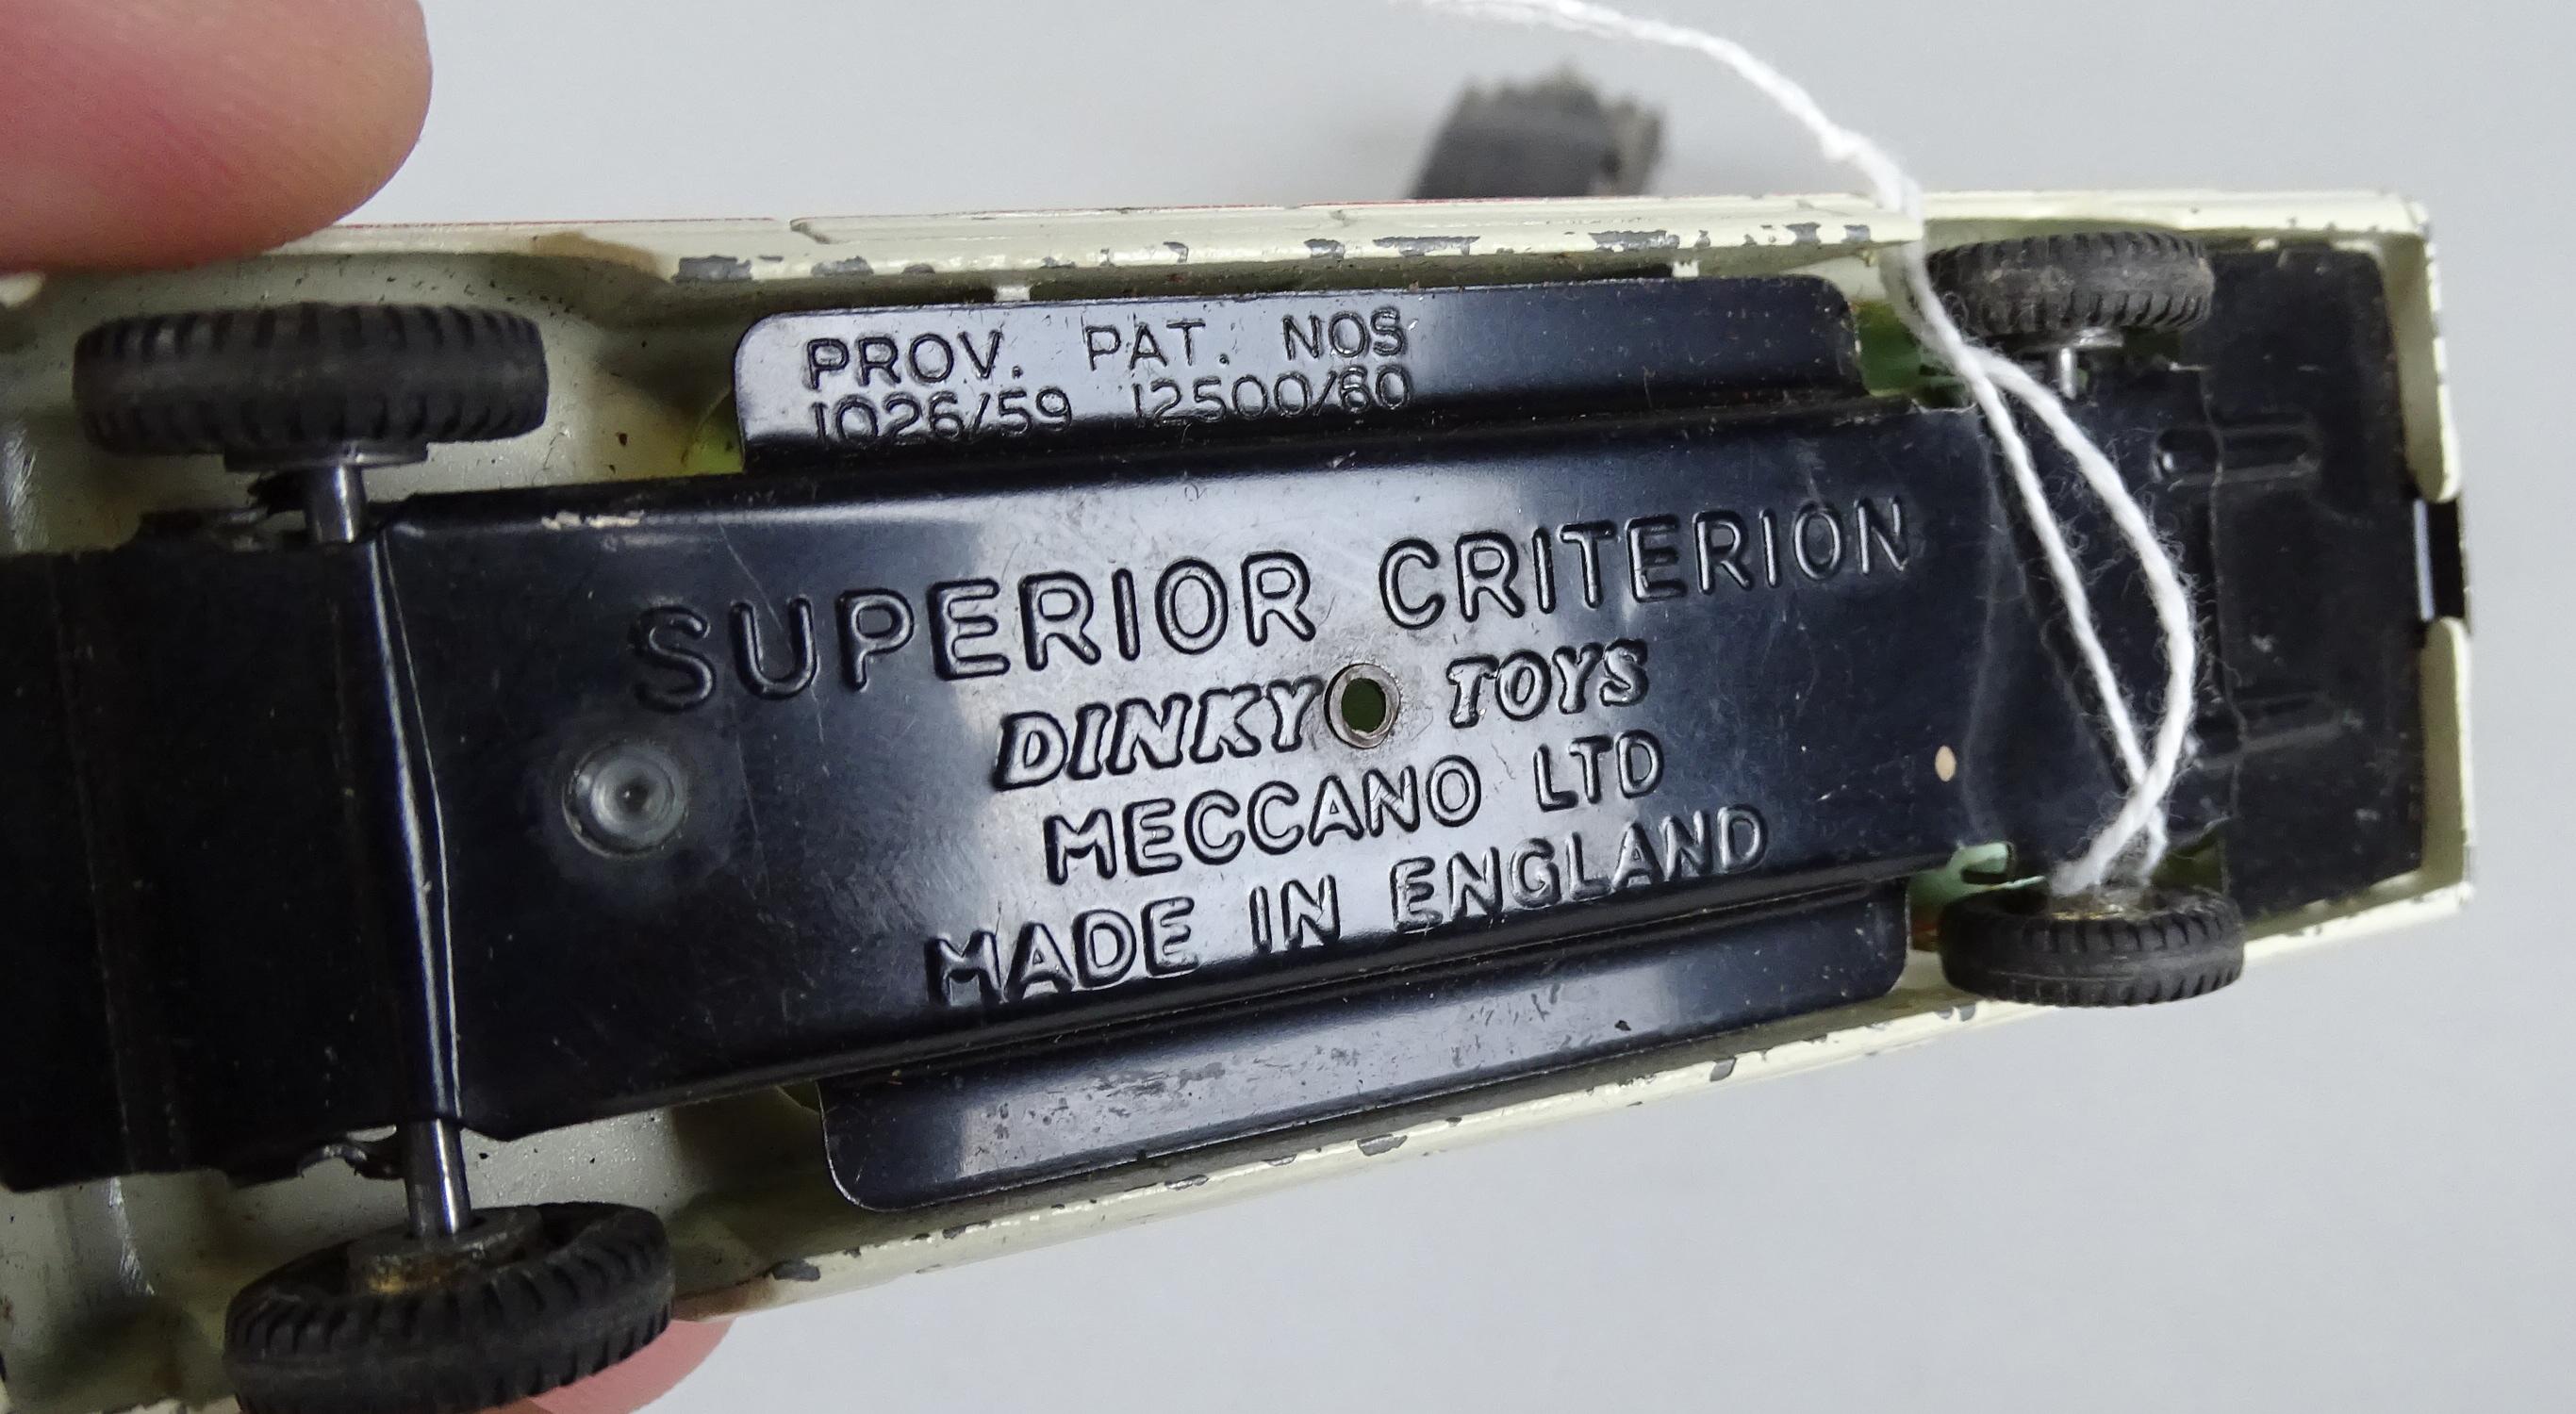 PROV. PAT. NOS
1026/59 12500/60
SUPERIOR CRITERION
DINKY TOYS
MECCANO LTD
MADE IN ENGLAND